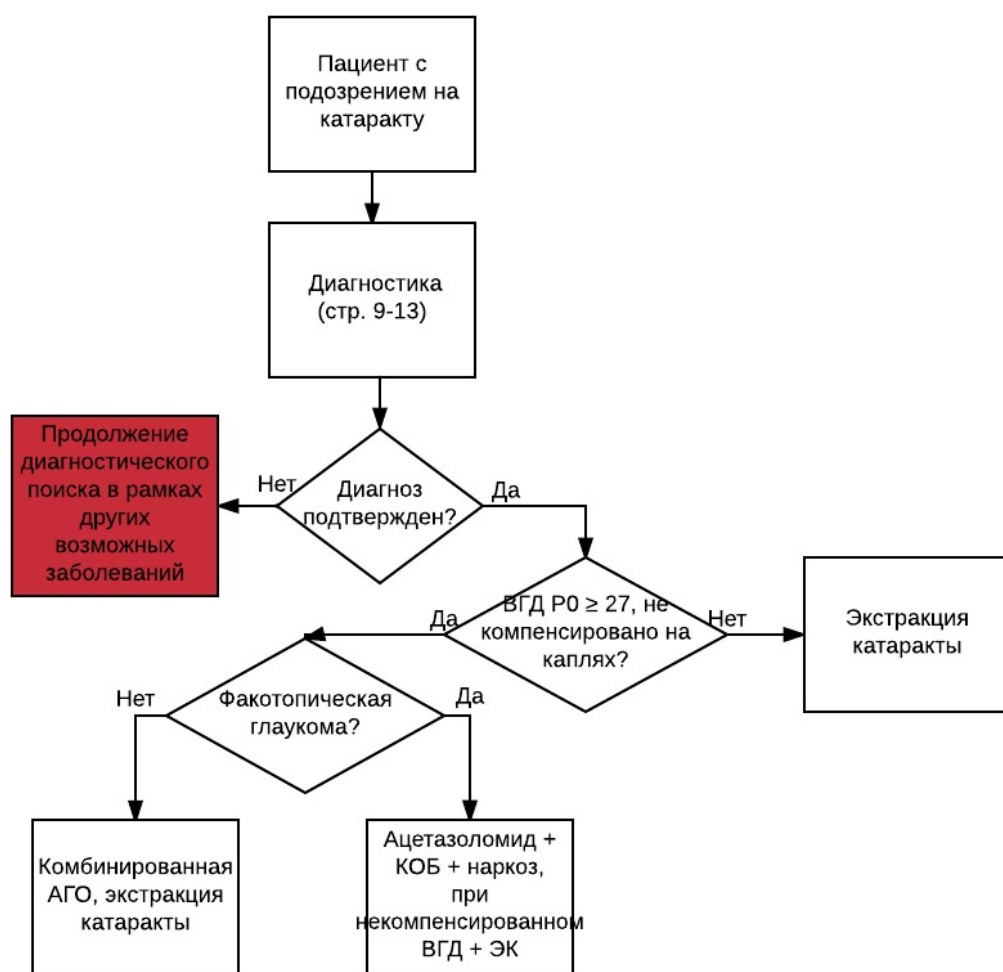 Пациент с
подозрением на
катаракту
Диагностика
(стр. 9-13)
Продолжение
диагностического
поиска в рамках
других
возможных
заболеваний
Нет
Диагноз
подтвержден?
Да
ВГД Р0 ≥ 27, не
компенсировано на
каплях?
Да
Нет
Экстракция
катаракты
Нет
Факотопическая
глаукома?
Да
Комбинированная
АГО, экстракция
катаракты
Ацетазоломид +
КОБ + наркоз,
при
некомпенсированном
ВГД + ЭК